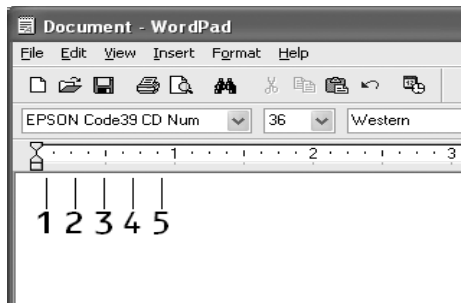 Document - WordPad
File Edit View Insert Format Help
EPSON Code39 CD Num 36 Western
1 2 3
1 2 3 4 5